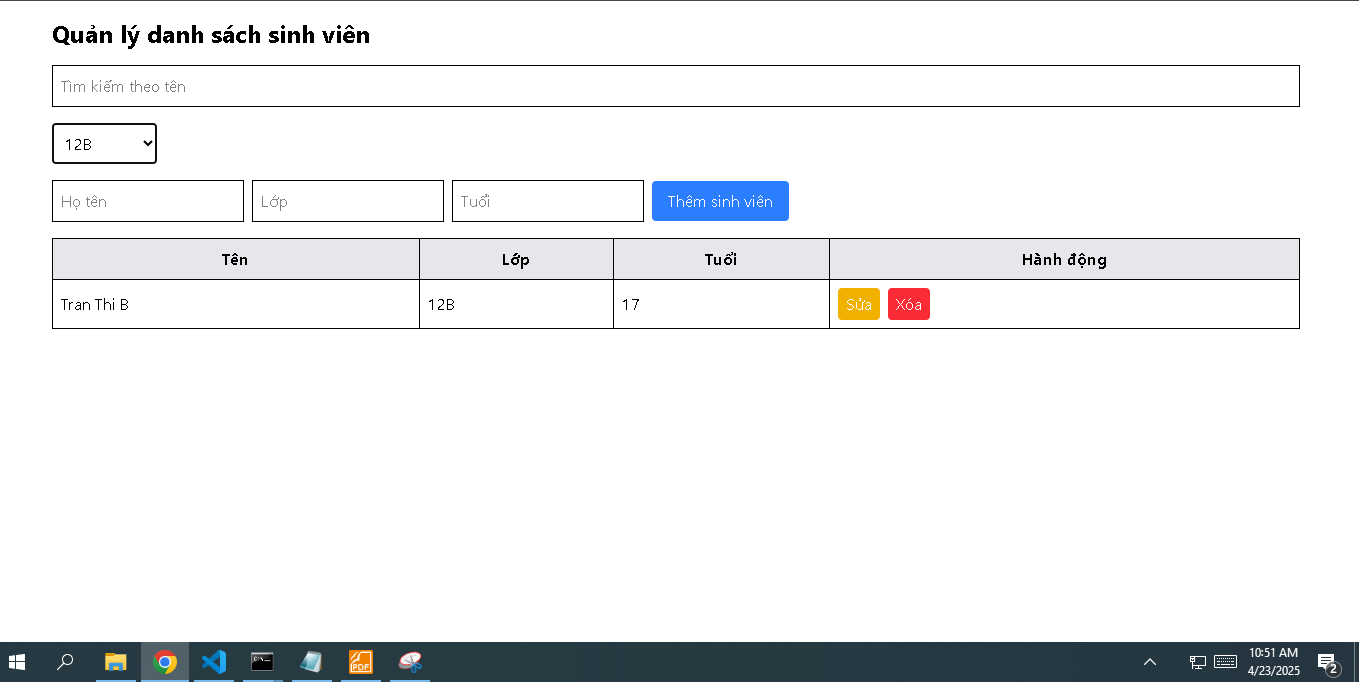 Quản lý danh sách sinh viên
Tìm kiếm theo tên
12B
Họ tên Lớp Tuổi Thêm sinh viên
Tên Lớp Tuổi Hành động
Tran Thi B 12B 17 Sửa Xóa
PDF
10:51 AM
4/23/2025
2